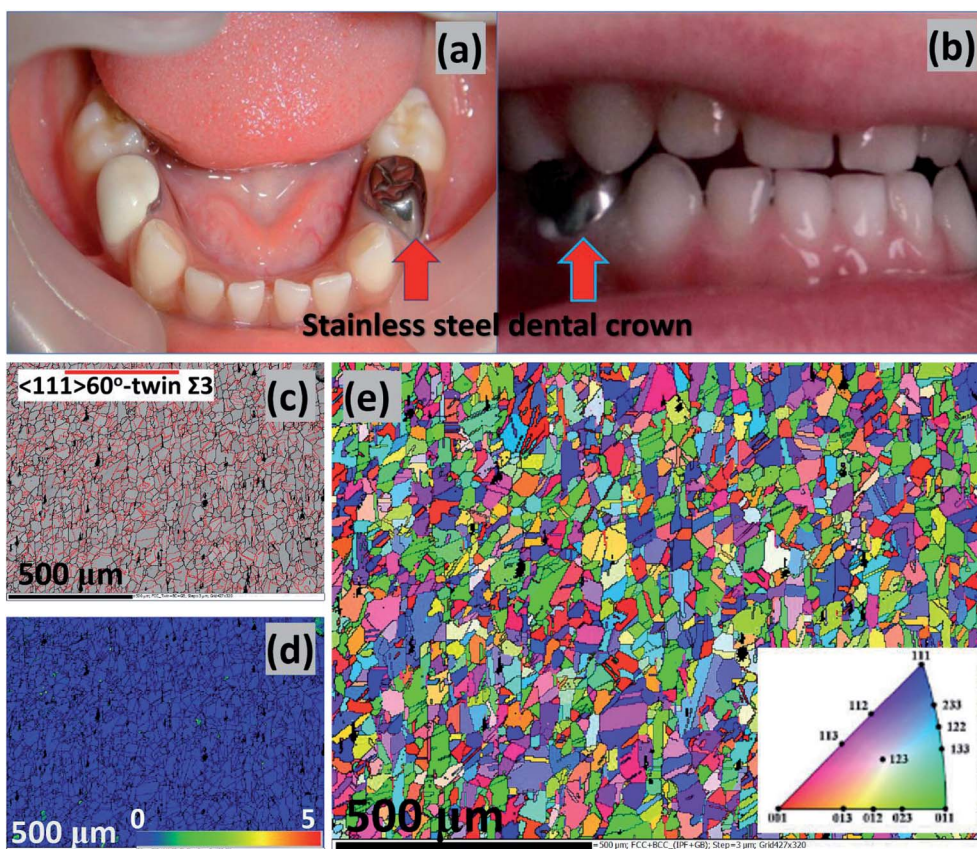 (a)
(b)
Stainless steel dental crown
<111>60º-twin Σ3
(c)
500 μm
(d)
500 μm
0
5
(e)
111
112
233
122
113
133
123
001
013
012
023
011
500 μm
=500 μm; FCC+BCC_(IPF+GB); Step=3 μm; Grid427x320